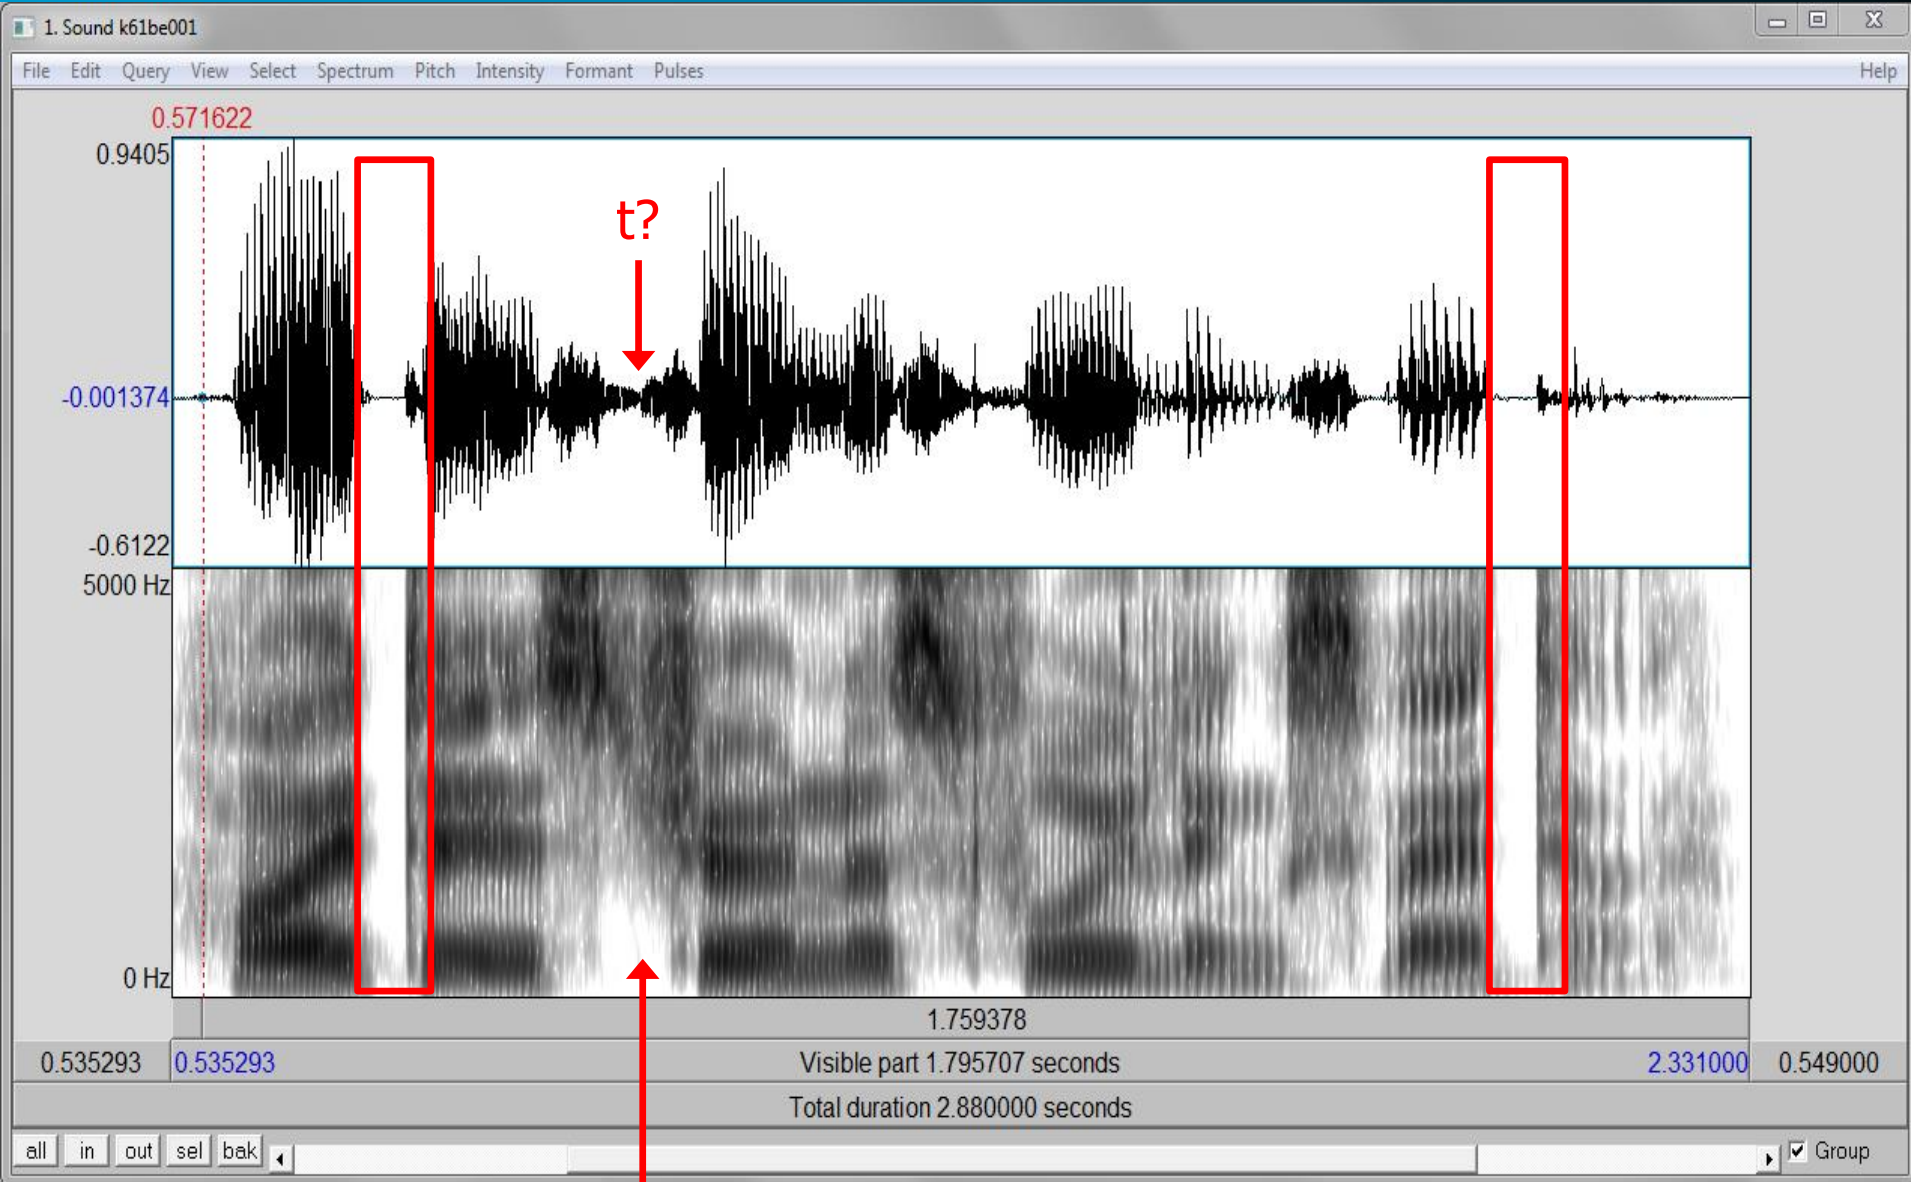 1. Sound k61be001
File Edit Query View Select Spectrum Pitch Intensity Formant Pulses Help
0.571622
0.9405
t?
-0.001374
-0.6122
5000 Hz
0 Hz
1.759378
0.535293 0.535293 Visible part 1.795707 seconds 2.331000 0.549000
Total duration 2.880000 seconds
all in out sel bak Group